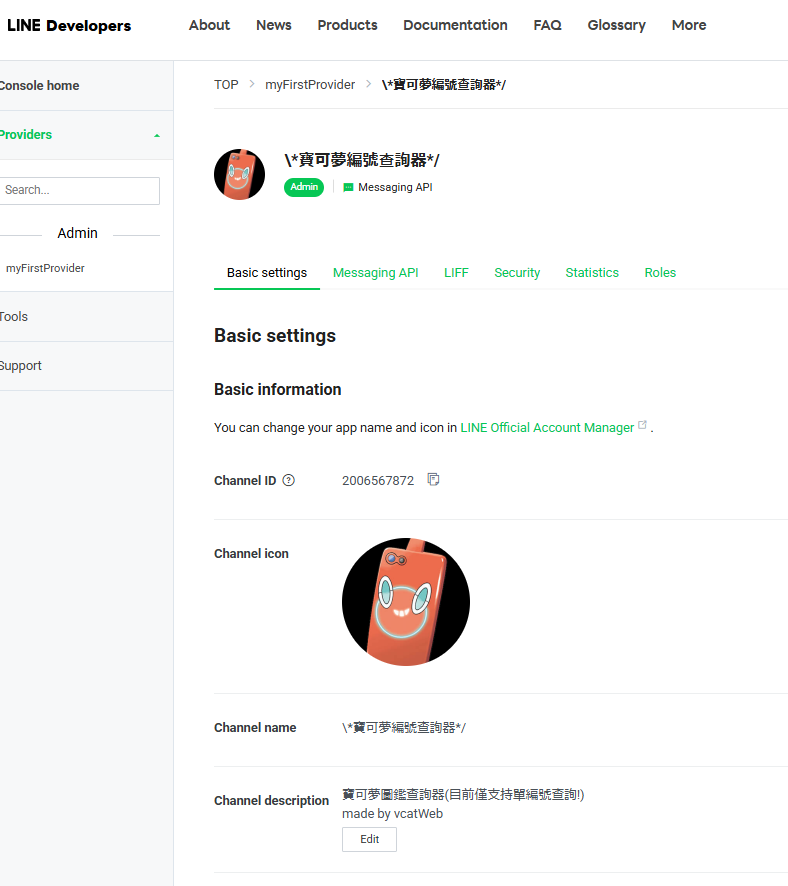 LINE Developers
About News Products Documentation FAQ Glossary More
Console home
Providers
Search...
Admin
myFirstProvider
Tools
Support
TOP > myFirstProvider > \*寶可夢編號查詢器*/
\*寶可夢編號查詢器*/
Admin Messaging API
Basic settings Messaging API LIFF Security Statistics Roles
Basic settings
Basic information
You can change your app name and icon in LINE Official Account Manager .
Channel ID ? 2006567872
Channel icon
Channel name \*寶可夢編號查詢器*/
Channel description 寶可夢圖鑑查詢器(目前僅支持單編號查詢!)
made by vcatWeb
Edit